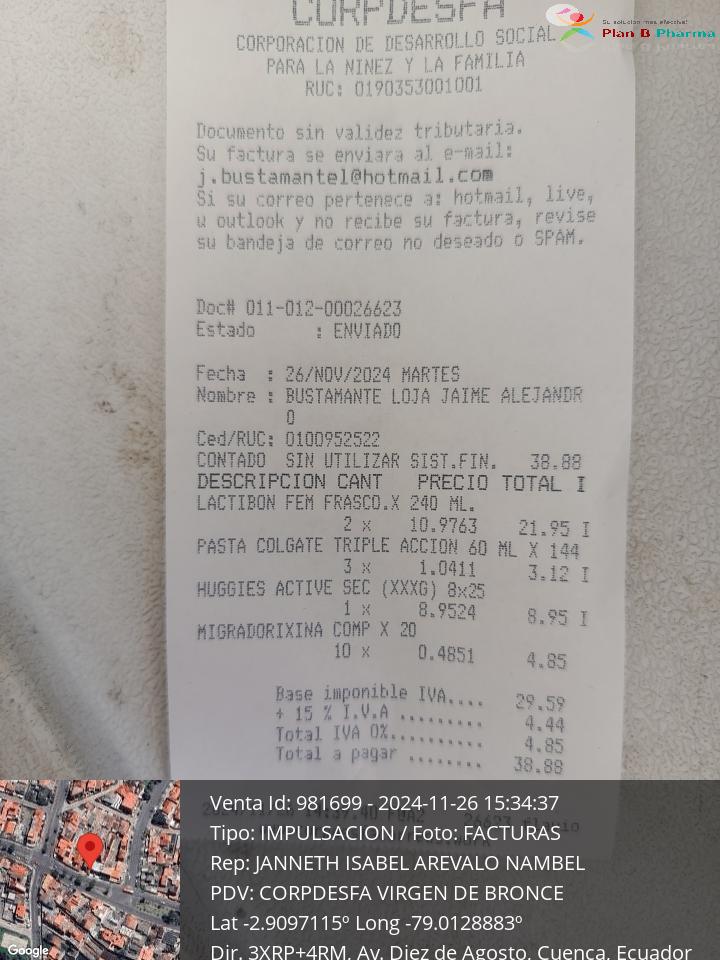 CORPDESFA
Su solución más efectiva!
Plan B Pharma
CORPORACION DE DESARROLLO SOCIAL
PARA LA NINEZ Y LA FAMILIA
RUC: 0190353001001
Documento sin validez tributaria.
Su factura se enviara al e-mail:
j.bustamantel@hotmail.com
Si su correo pertenece a: hotmail, live,
u outlook y no recibe su factura, revise
su bandeja de correo no deseado o SPAM.
Doc# 011-012-00026623
Estado : ENVIADO
Fecha : 26/NOV/2024 MARTES
Nombre : BUSTAMANTE LOJA JAIME ALEJANDR
O
Ced/RUC: 0100952522
CONTADO SIN UTILIZAR SIST.FIN. 38.88
DESCRIPCION CANT PRECIO TOTAL I
LACTIBON FEM FRASCO.X 240 ML.
2 x 10.9763 21.95 I
PASTA COLGATE TRIPLE ACCION 60 ML X 144
3 x 1.0411 3.12 I
HUGGIES ACTIVE SEC (XXXG) 8x25
1 x 8.9524 8.95 I
MIGRADORIXINA COMP X 20
10 x 0.4851 4.85
Base imponible IVA.... 29.59
+ 15 % I.V.A ......... 4.44
Total IVA 0%.......... 4.85
Total a pagar ........ 38.88
Venta Id: 981699 - 2024-11-26 15:34:37
Tipo: IMPULSACION / Foto: FACTURAS
Rep: JANNETH ISABEL AREVALO NAMBEL
PDV: CORPDESFA VIRGEN DE BRONCE
Lat -2.9097115º Long -79.0128883º
Dir. 3XRP+4RM, Av. Diez de Agosto, Cuenca, Ecuador
Google